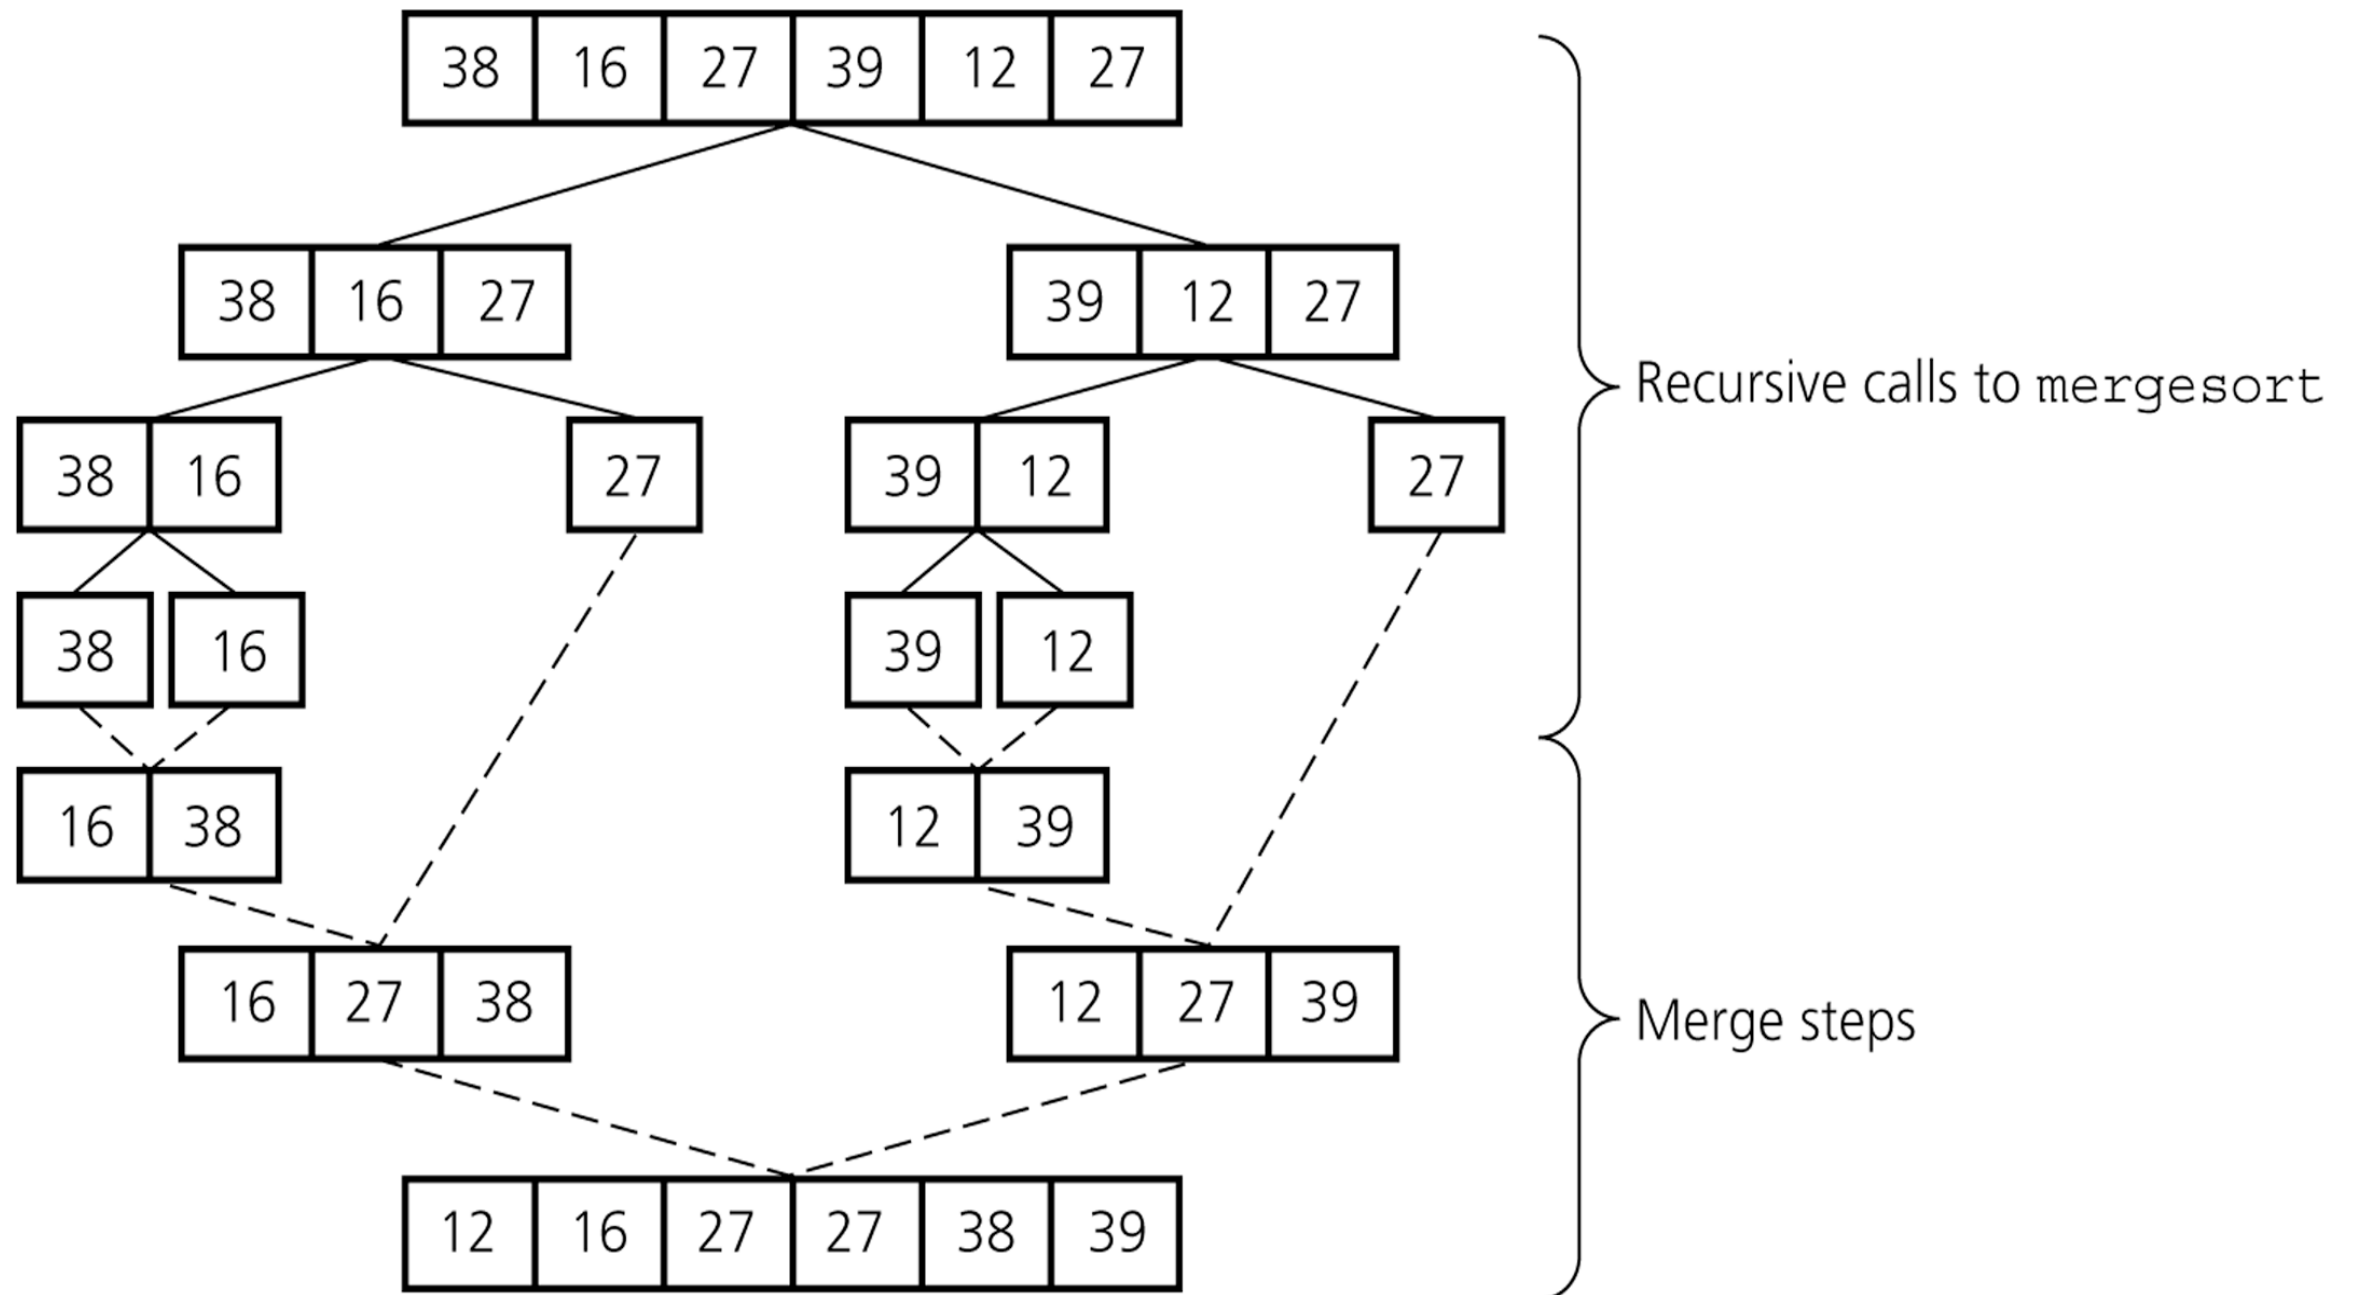 38 16 27 39 12 27
38 16 27 39 12 27
Recursive calls to mergesort
38 16 27 39 12 27
38 16 39 12
16 38 12 39
16 27 38 12 27 39
Merge steps
12 16 27 27 38 39